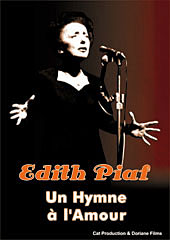 Edith Piaf
Un Hymne
à l'Amour
Cat Production & Doriane Films